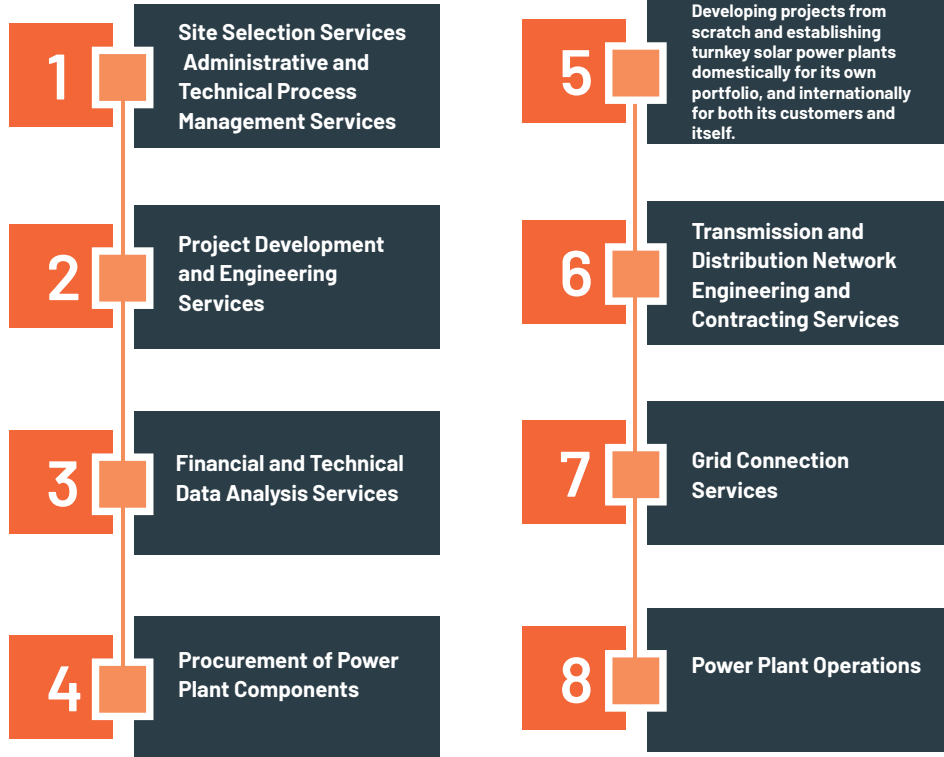 1
Site Selection Services
Administrative and
Technical Process
Management Services
2
Project Development
and Engineering
Services
3
Financial and Technical
Data Analysis Services
4
Procurement of Power
Plant Components
5
Developing projects from
scratch and establishing
turnkey solar power plants
domestically for its own
portfolio, and internationally
for both its customers and
itself.
6
Transmission and
Distribution Network
Engineering and
Contracting Services
7
Grid Connection
Services
8
Power Plant Operations